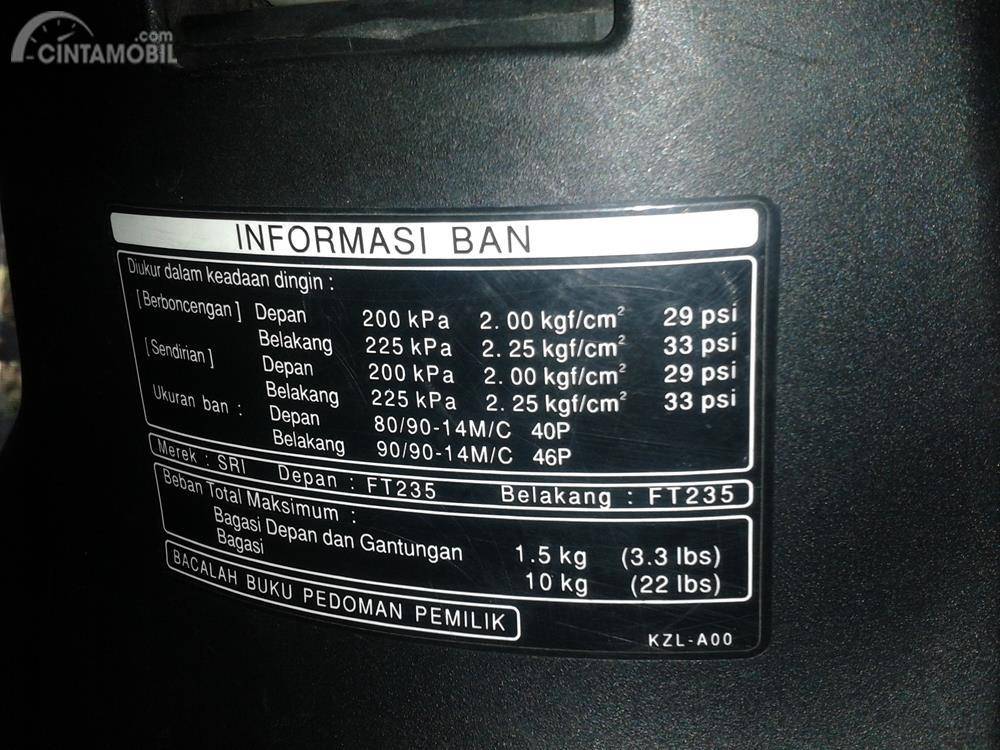 .com
CINTAMOBIL
INFORMASI BAN
Diukur dalam keadaan dingin :
[Berboncengan] Depan 200 kPa 2.00 kgf/cm² 29 psi
Belakang 225 kPa 2.25 kgf/cm² 33 psi
[Sendirian] Depan 200 kPa 2.00 kgf/cm² 29 psi
Belakang 225 kPa 2.25 kgf/cm² 33 psi
Ukuran ban : Depan 80/90-14M/C 40P
Belakang 90/90-14M/C 46P
Merek : SRI Depan : FT235 Belakang : FT235
Beban Total Maksimum :
Bagasi Depan dan Gantungan 1.5 kg (3.3 lbs)
Bagasi 10 kg (22 lbs)
BACALAH BUKU PEDOMAN PEMILIK
KZL-A00